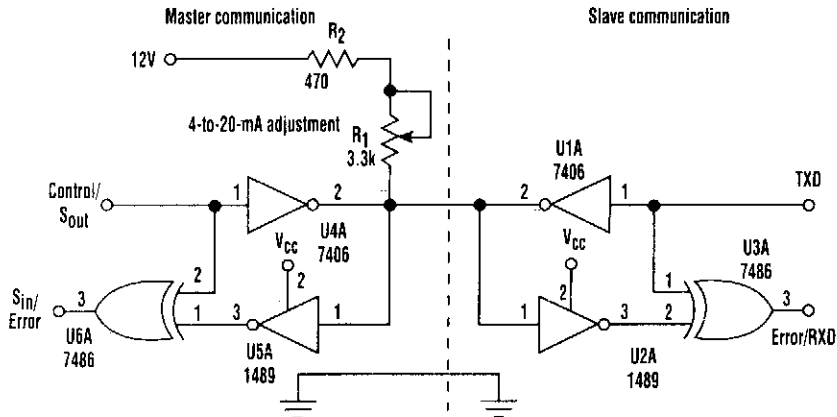 Master communication
Slave communication
R2
12V
470
4-to-20-mA adjustment
R1
3.3k
U1A
7406
Control/
Sout
1
2
2
1
TXD
U4A
7406
Vcc
2
Vcc
2
U3A
7486
Sin/
Error
3
2
1
3
1
1
3
1
2
3
U6A
7486
U5A
1489
U2A
1489
Error/RXD